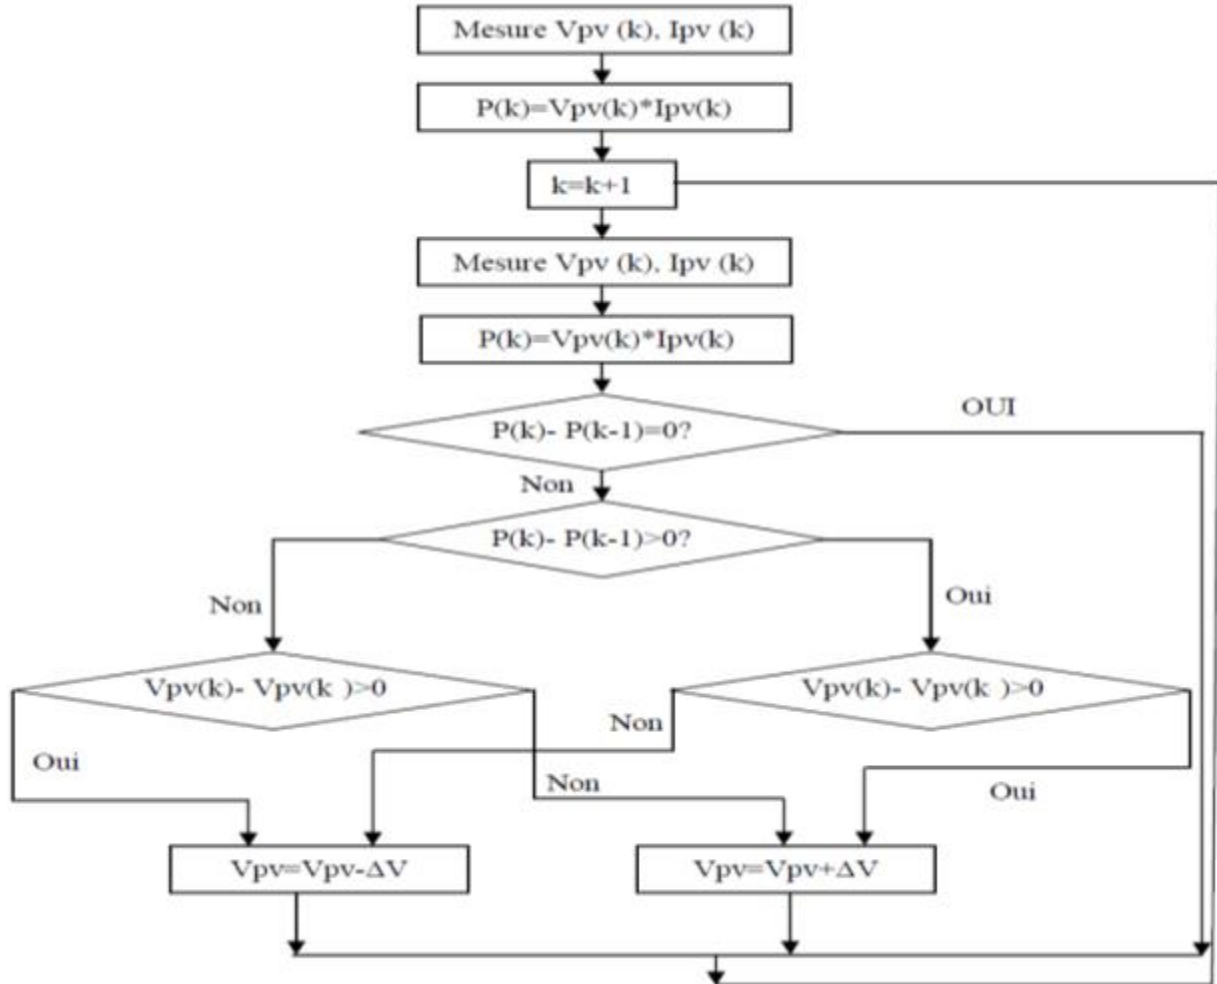 Mesure Vpv (k), Ipv (k)
P(k)=Vpv(k)*Ipv(k)
k=k+1
Mesure Vpv (k), Ipv (k)
P(k)=Vpv(k)*Ipv(k)
P(k)- P(k-1)=0?
OUI
Non
P(k)- P(k-1)>0?
Non
Oui
Vpv(k)- Vpv(k )>0
Vpv(k)- Vpv(k )>0
Non
Oui
Non
Oui
Vpv=Vpv-ΔV
Vpv=Vpv+ΔV